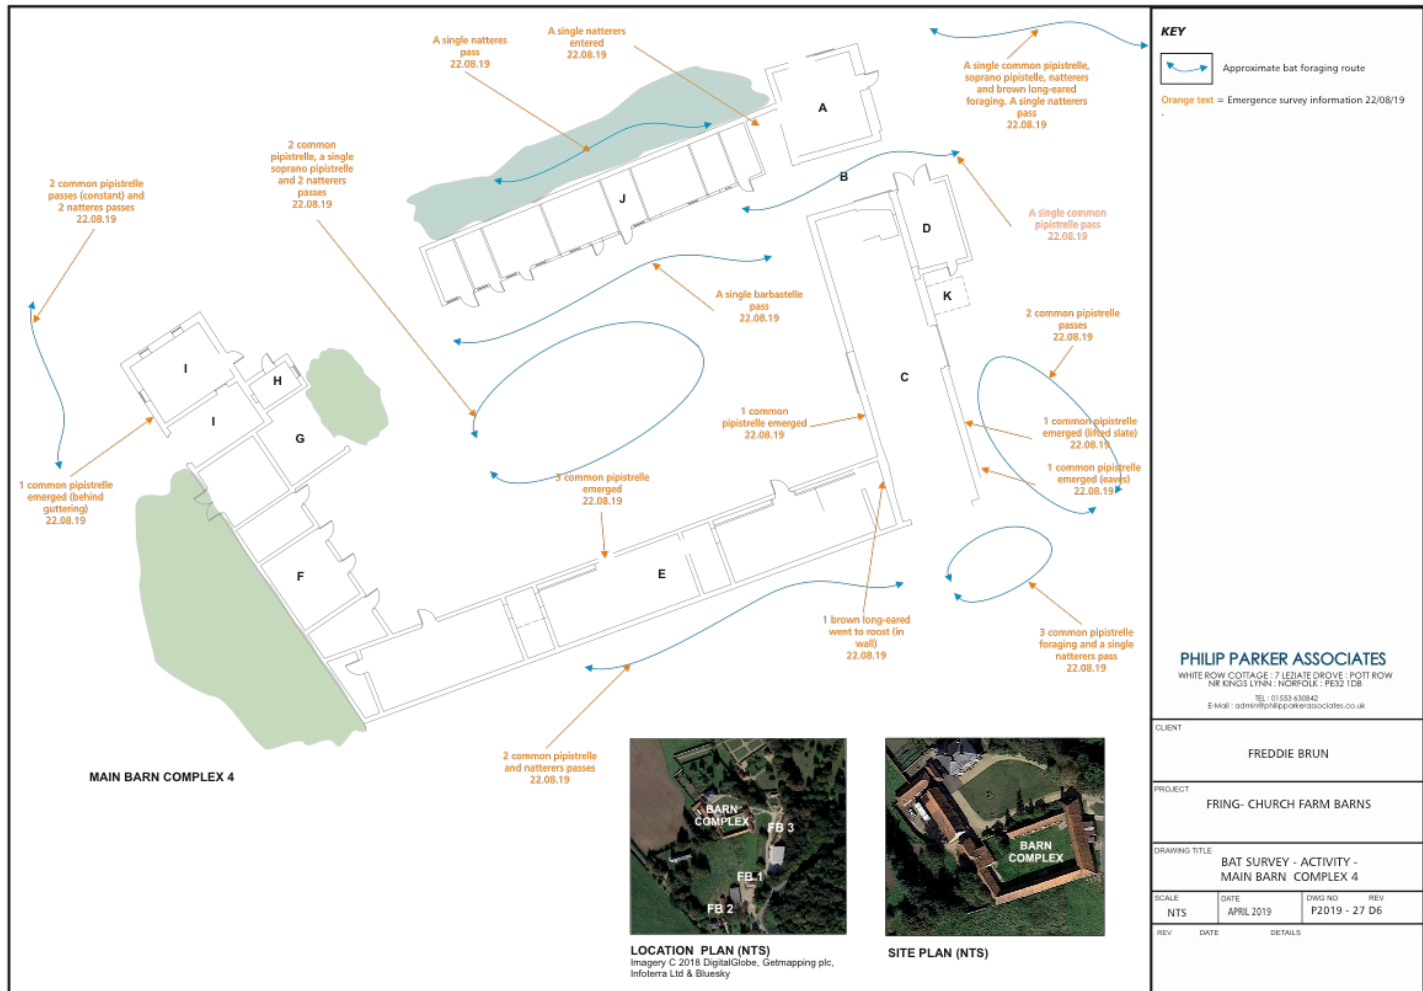 A single natteres
pass
22.08.19
A single natterers
entered
22.08.19
A single common pipistrelle,
soprano pipistelle, natterers
and brown long-eared
foraging. A single natterers
pass
22.08.19
2 common
pipistrelle, a single
soprano pipistrelle
and 2 natterers
passes
22.08.19
2 common pipistrelle
passes (constant) and
2 natteres passes
22.08.19
A
B
J
D
K
A single common
pipistrelle pass
22.08.19
A single barbastelle
pass
22.08.19
2 common pipistrelle
passes
22.08.19
I
H
I
G
C
1 common
pipistrelle emerged
22.08.19
1 common pipistrelle
emerged (lifted slate)
22.08.19
1 common pipistrelle
emerged (eaves)
22.08.19
1 common pipistrelle
emerged (behind
guttering)
22.08.19
3 common pipistrelle
emerged
22.08.19
F
E
1 brown long-eared
went to roost (in
wall)
22.08.19
3 common pipistrelle
foraging and a single
natterers pass
22.08.19
2 common pipistrelle
and natterers passes
22.08.19
MAIN BARN COMPLEX 4
BARN
COMPLEX
FB 3
FB 1
FB 2
LOCATION PLAN (NTS)
Imagery C 2018 DigitalGlobe, Getmapping plc,
Infoterra Ltd & Bluesky
BARN
COMPLEX
SITE PLAN (NTS)
KEY
Approximate bat foraging route
Orange text = Emergence survey information 22/08/19
.
PHILIP PARKER ASSOCIATES
WHITE ROW COTTAGE : 7 LEZIATE DROVE : POTT ROW
NR KINGS LYNN : NORFOLK : PE32 1DB
TEL : 01553 630842
E-Mail : admin@philipparkerassociates.co.uk
CLIENT
FREDDIE BRUN
PROJECT
FRING- CHURCH FARM BARNS
DRAWING TITLE
BAT SURVEY - ACTIVITY -
MAIN BARN COMPLEX 4
SCALE DATE DWG NO REV
NTS APRIL 2019 P2019 - 27 D6
REV DATE DETAILS